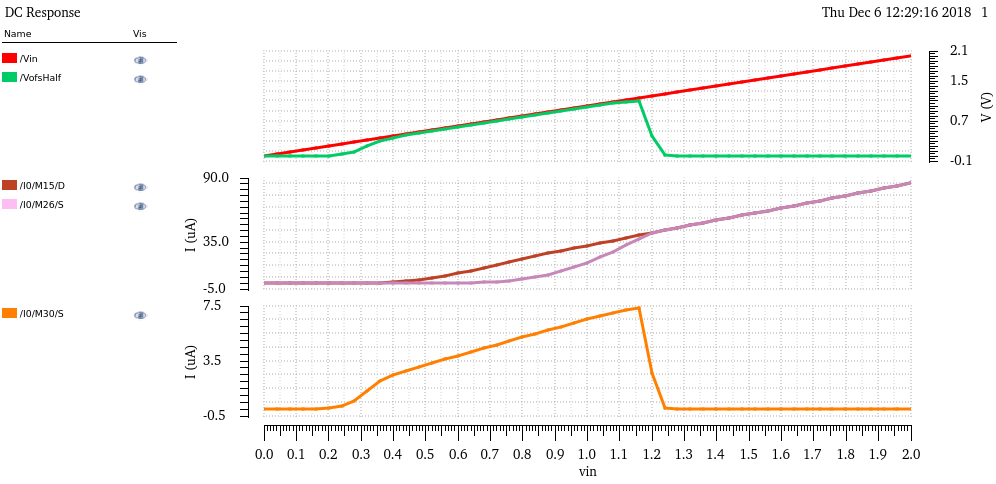 DC Response
Thu Dec 6 12:29:16 2018 1
Name Vis
/Vin
/VofsHalf
2.1
1.5
0.7
-0.1
V (V)
/I0/M15/D
/I0/M26/S
90.0
35.0
-5.0
I (uA)
/I0/M30/S
7.5
3.5
-0.5
I (uA)
0.0 0.1 0.2 0.3 0.4 0.5 0.6 0.7 0.8 0.9 1.0 1.1 1.2 1.3 1.4 1.5 1.6 1.7 1.8 1.9 2.0
vin